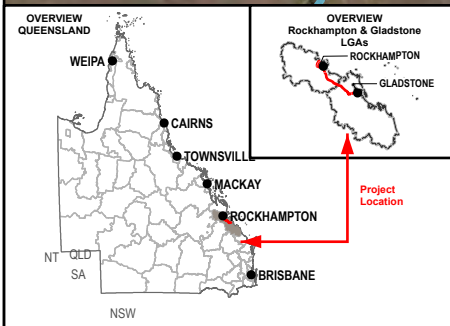 OVERVIEW
QUEENSLAND
WEIPA
CAIRNS
TOWNSVILLE
MACKAY
ROCKHAMPTON
BRISBANE
NT
QLD
SA
NSW
OVERVIEW
Rockhampton & Gladstone
LGAs
ROCKHAMPTON
GLADSTONE
Project
Location